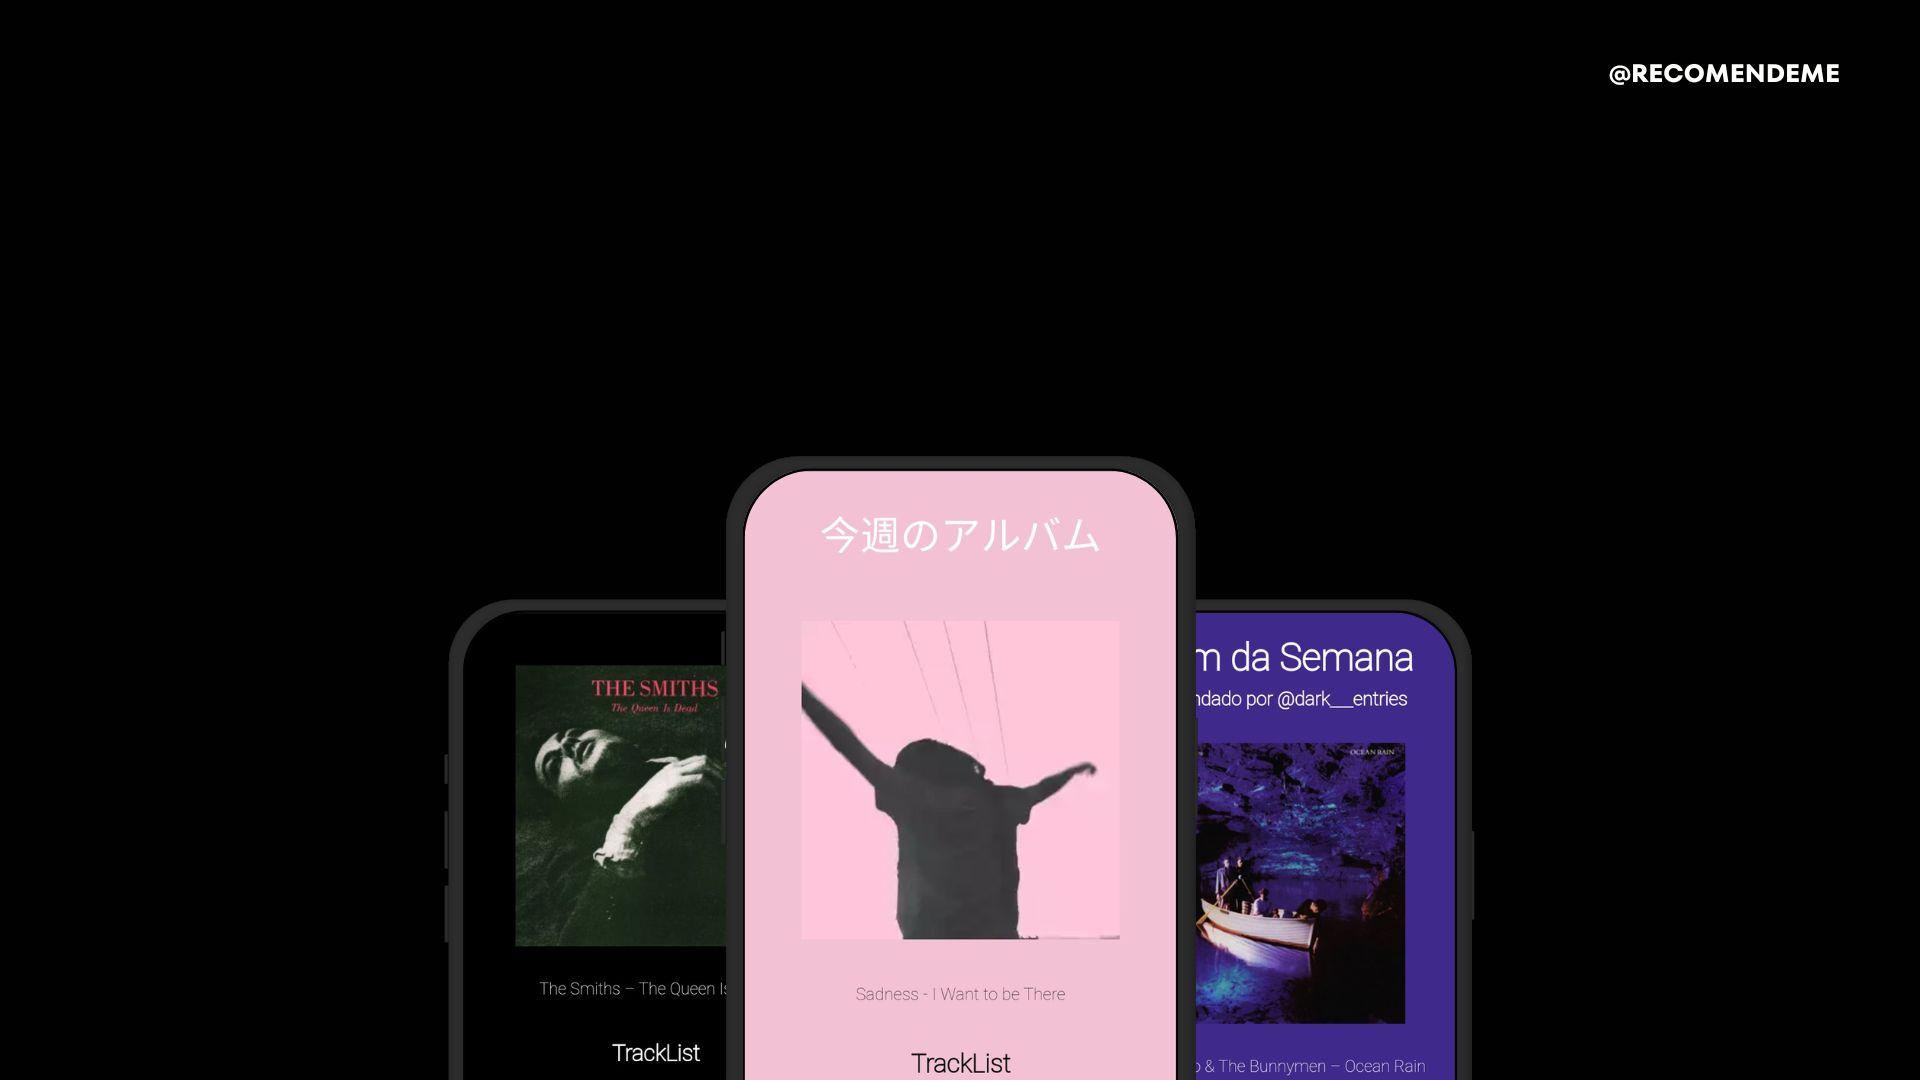 @RECOMENDEME
今週のアルバム
THE SMITHS
The Queen Is Dead
The Smiths – The Queen Is
TrackList
Sadness - I Want to be There
TrackList
m da Semana
ndado por @dark__entries
OCEAN RAIN
o & The Bunnymen – Ocean Rain